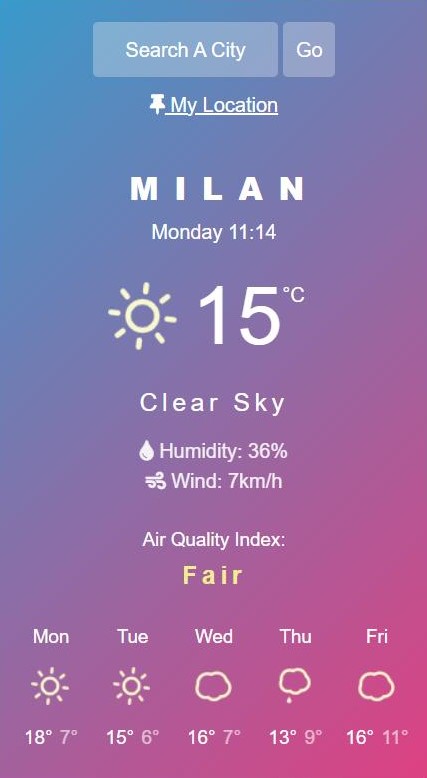 Search A City Go
My Location
MILAN
Monday 11:14
15°C
Clear Sky
Humidity: 36%
Wind: 7km/h
Air Quality Index:
Fair
Mon Tue Wed Thu Fri
18° 7° 15° 6° 16° 7° 13° 9° 16° 11°